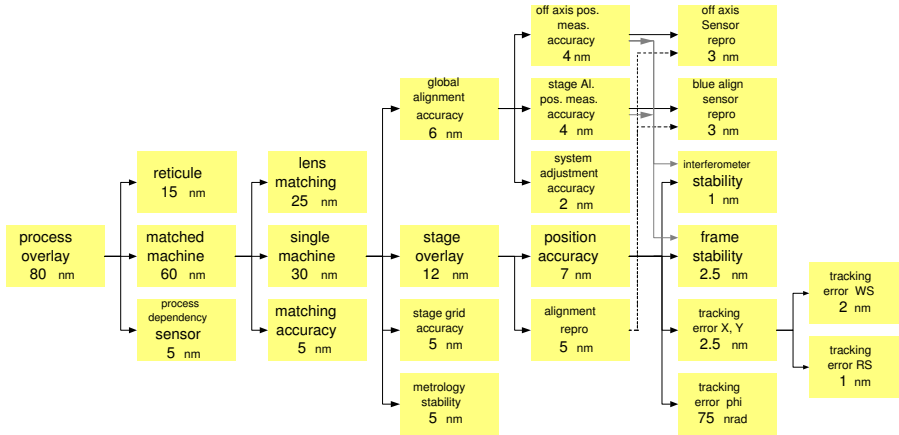 process
overlay
80 nm
reticule
15 nm
matched
machine
60 nm
process
dependency
sensor
5 nm
lens
matching
25 nm
single
machine
30 nm
matching
accuracy
5 nm
global
alignment
accuracy
6 nm
stage
overlay
12 nm
stage grid
accuracy
5 nm
metrology
stability
5 nm
off axis pos.
meas.
accuracy
4 nm
stage Al.
pos. meas.
accuracy
4 nm
system
adjustment
accuracy
2 nm
position
accuracy
7 nm
alignment
repro
5 nm
off axis
Sensor
repro
3 nm
blue align
sensor
repro
3 nm
interferometer
stability
1 nm
frame
stability
2.5 nm
tracking
error X, Y
2.5 nm
tracking
error phi
75 nrad
tracking
error WS
2 nm
tracking
error RS
1 nm